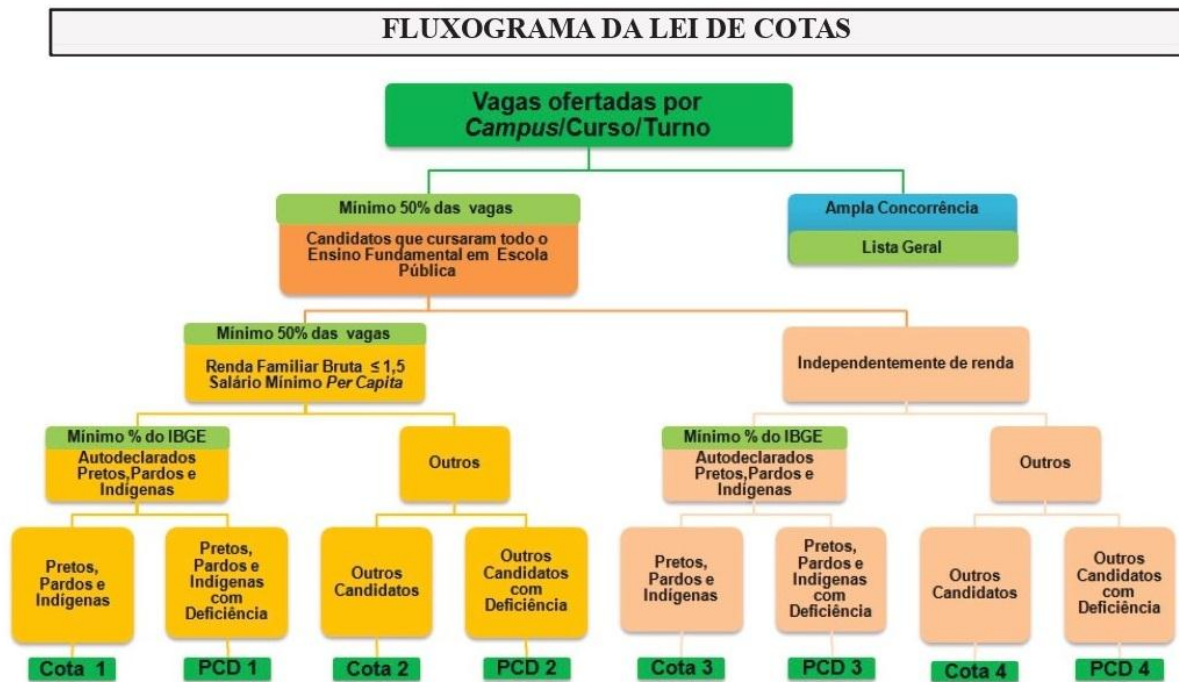 FLUXOGRAMA DA LEI DE COTAS
Vagas ofertadas por
Campus/Curso/Turno
Mínimo 50% das vagas
Candidatos que cursaram todo o
Ensino Fundamental em Escola
Pública
Ampla Concorrência
Lista Geral
Mínimo 50% das vagas
Renda Familiar Bruta ≤ 1,5
Salário Mínimo Per Capita
Independentemente de renda
Mínimo % do IBGE
Autodeclarados
Pretos,Pardos e
Indígenas
Outros
Mínimo % do IBGE
Autodeclarados
Pretos,Pardos e
Indígenas
Outros
Pretos,
Pardos e
Indígenas
Pretos,
Pardos e
Indígenas
com
Deficiência
Outros
Candidatos
Outros
Candidatos
com
Deficiência
Pretos,
Pardos e
Indígenas
Pretos,
Pardos e
Indígenas
com
Deficiência
Outros
Candidatos
Outros
Candidatos
com
Deficiência
Cota 1
PCD 1
Cota 2
PCD 2
Cota 3
PCD 3
Cota 4
PCD 4